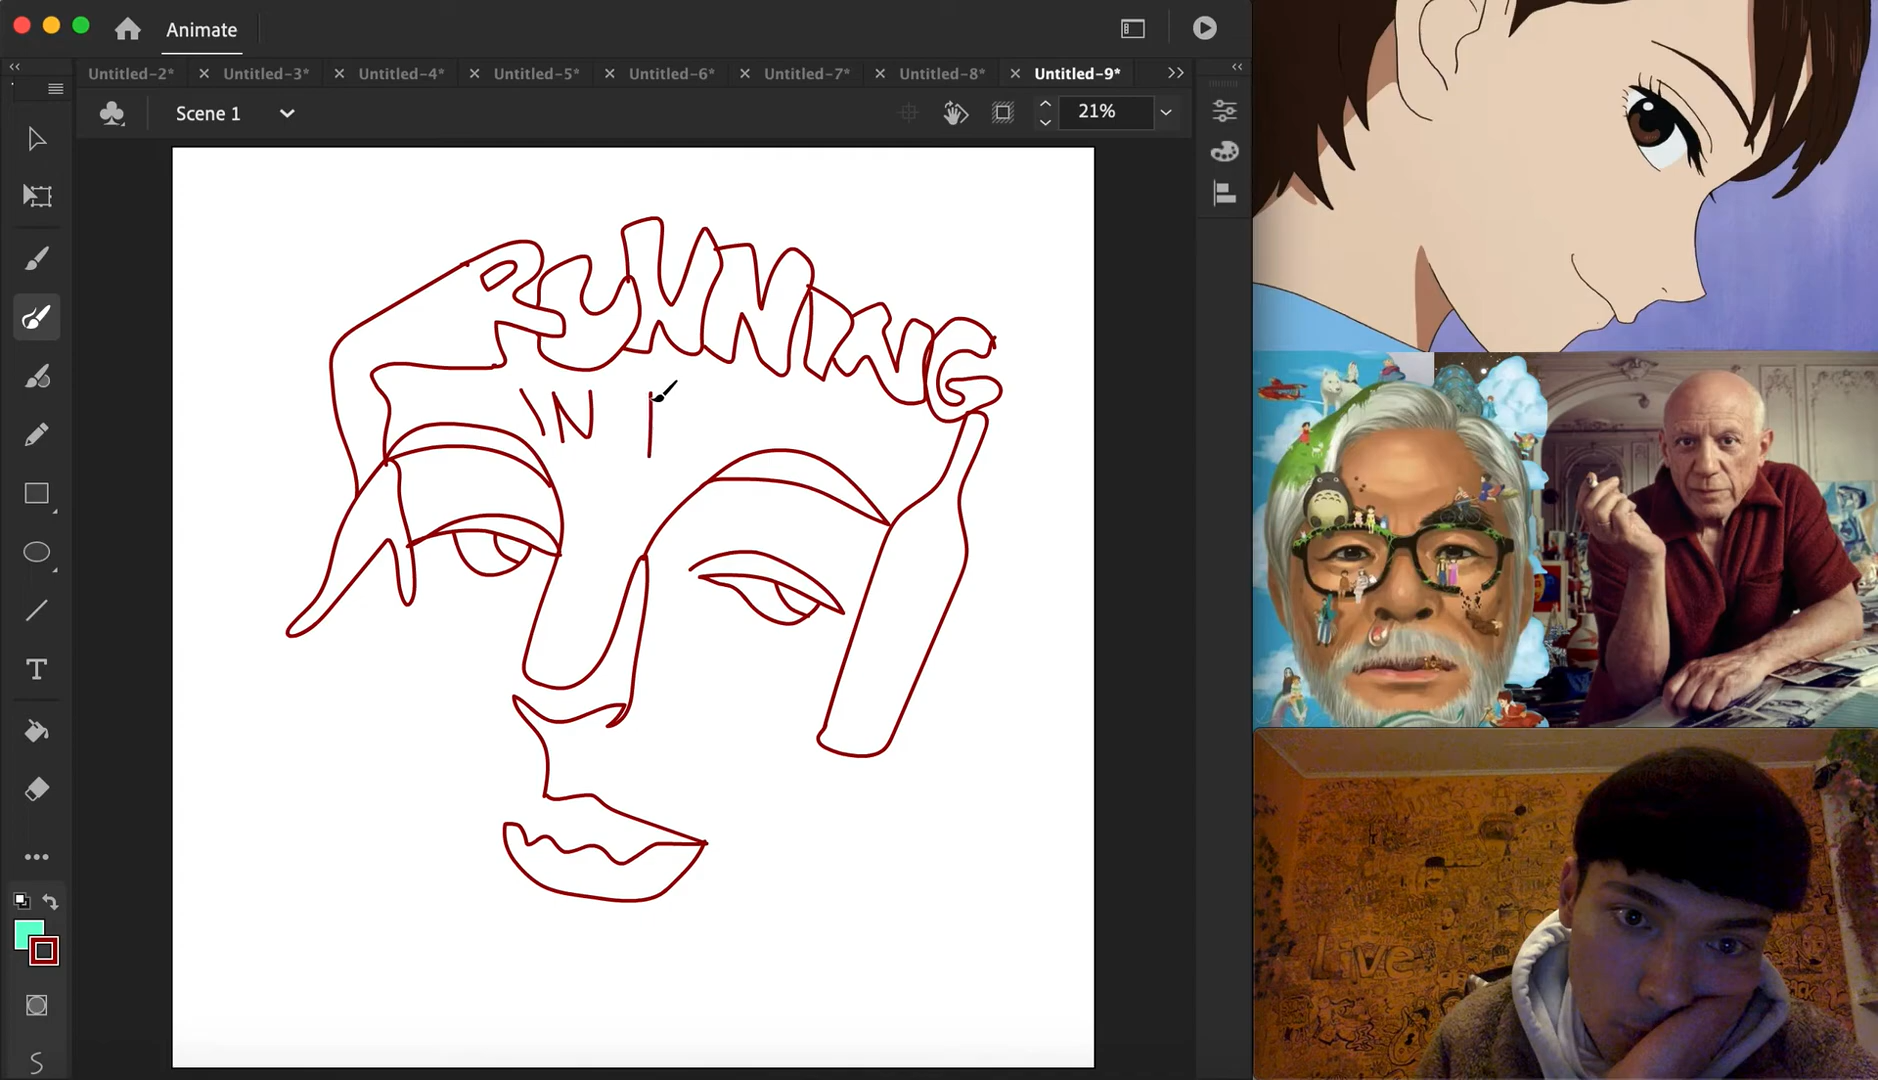 Animate
Untitled-2* Untitled-3* Untitled-4* Untitled-5* Untitled-6* Untitled-7* Untitled-8* Untitled-9*
Scene 1
21%
RUNNING
IN
Live